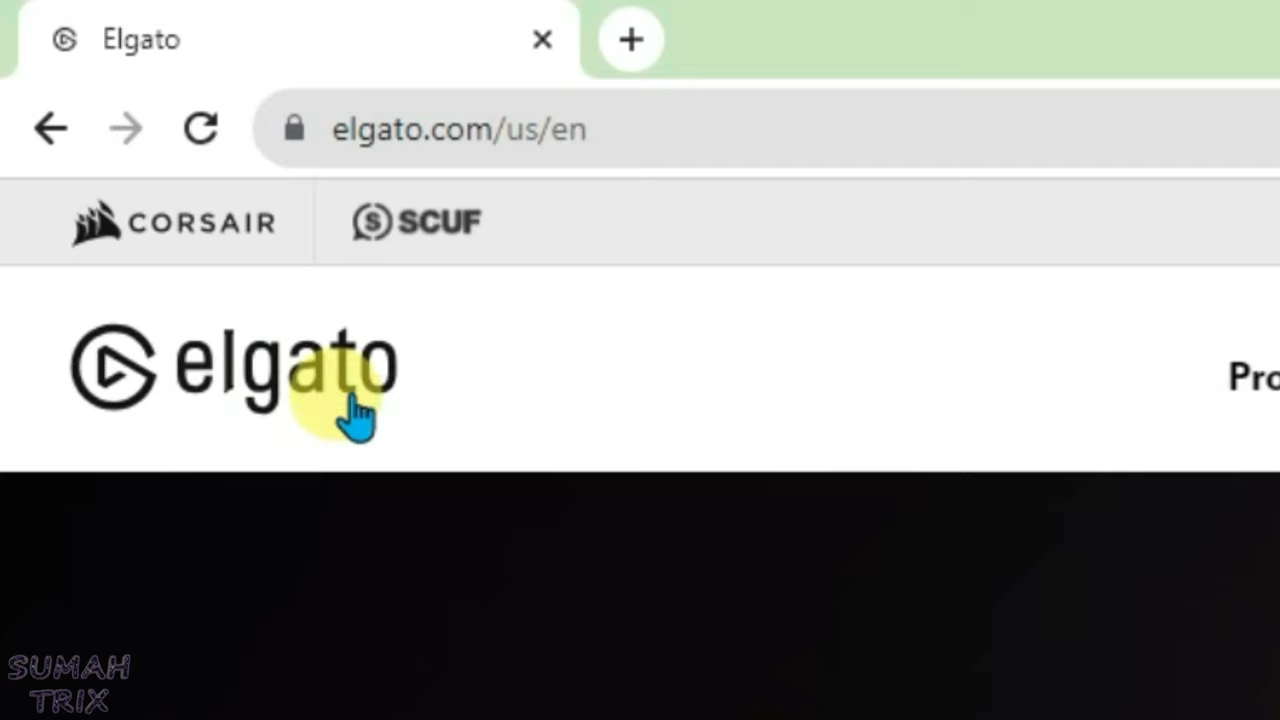 Elgato
elgato.com/us/en
CORSAIR
SCUF
elgato
Pro
SUMAH
TRIX